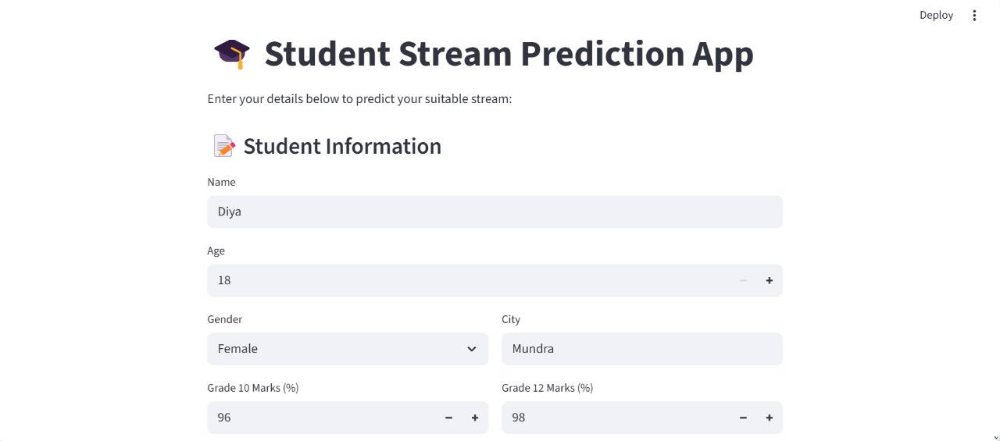 Deploy
Student Stream Prediction App
Enter your details below to predict your suitable stream:
Student Information
Name
Diya
Age
18
Gender
City
Female
Mundra
Grade 10 Marks (%)
Grade 12 Marks (%)
96
98